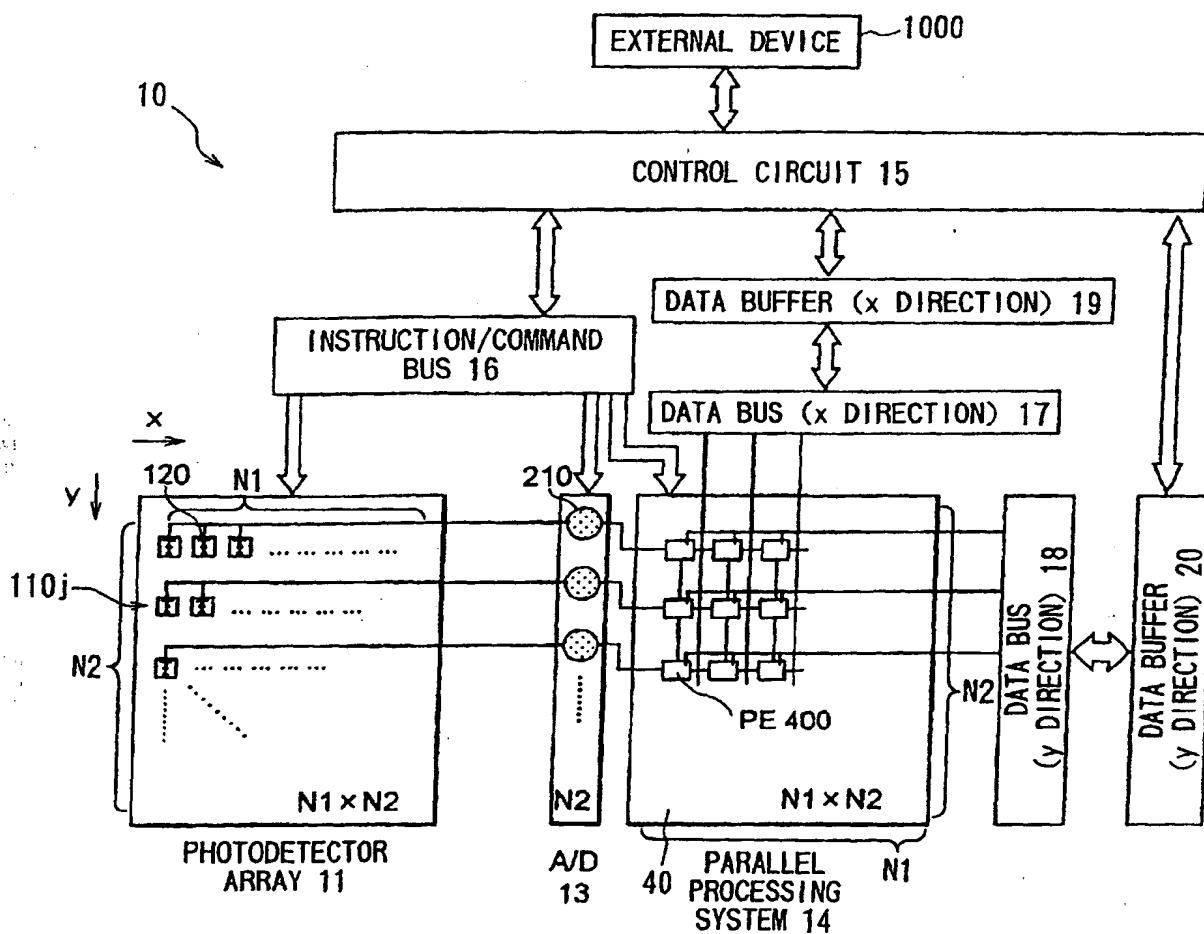 EXTERNAL DEVICE
1000
10
CONTROL CIRCUIT 15
DATA BUFFER (x DIRECTION) 19
INSTRUCTION/COMMAND
BUS 16
DATA BUS (x DIRECTION) 17
x
y
120
N1
210
110j
N2
PE 400
N2
N1×N2
N2
N1×N2
DATA BUS
(y DIRECTION) 18
DATA BUFFER
(y DIRECTION) 20
PHOTODETECTOR
ARRAY 11
A/D
13
40
PARALLEL
PROCESSING
SYSTEM 14
N1